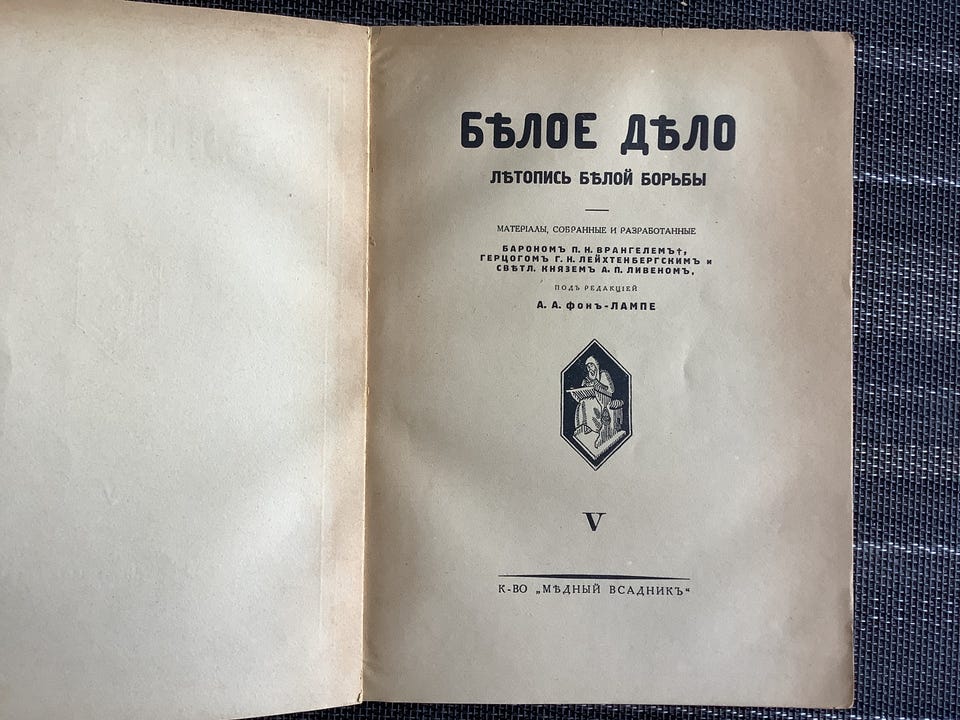 БѢЛОЕ ДѢЛО
ЛѢТОПИСЬ БѢЛОЙ БОРЬБЫ
МАТЕРІАЛЫ, СОБРАННЫЕ И РАЗРАБОТАННЫЕ
БАРОНОМЪ П. Н. ВРАНГЕЛЕМЪ†,
ГЕРЦОГОМЪ Г. Н. ЛЕЙХТЕНБЕРГСКИМЪ и
СВѢТЛ. КНЯЗЕМЪ А. П. ЛИВЕНОМЪ,
ПОДЪ РЕДАКЦІЕЙ
А. А. фонъ-ЛАМПЕ
V
К-ВО „МѢДНЫЙ ВСАДНИКЪ“